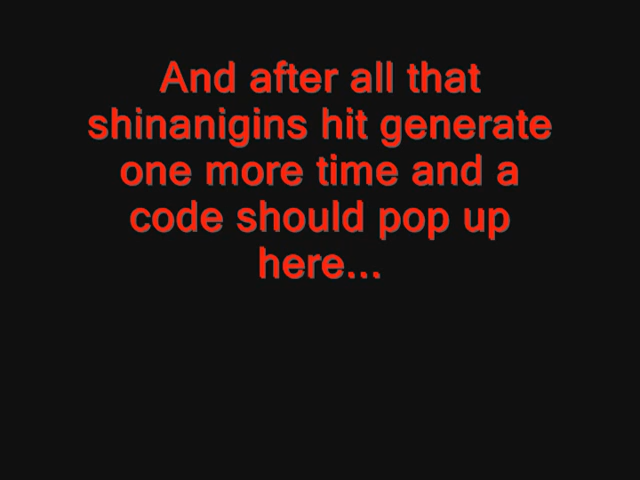 And after all that
shinanigins hit generate
one more time and a
code should pop up
here...